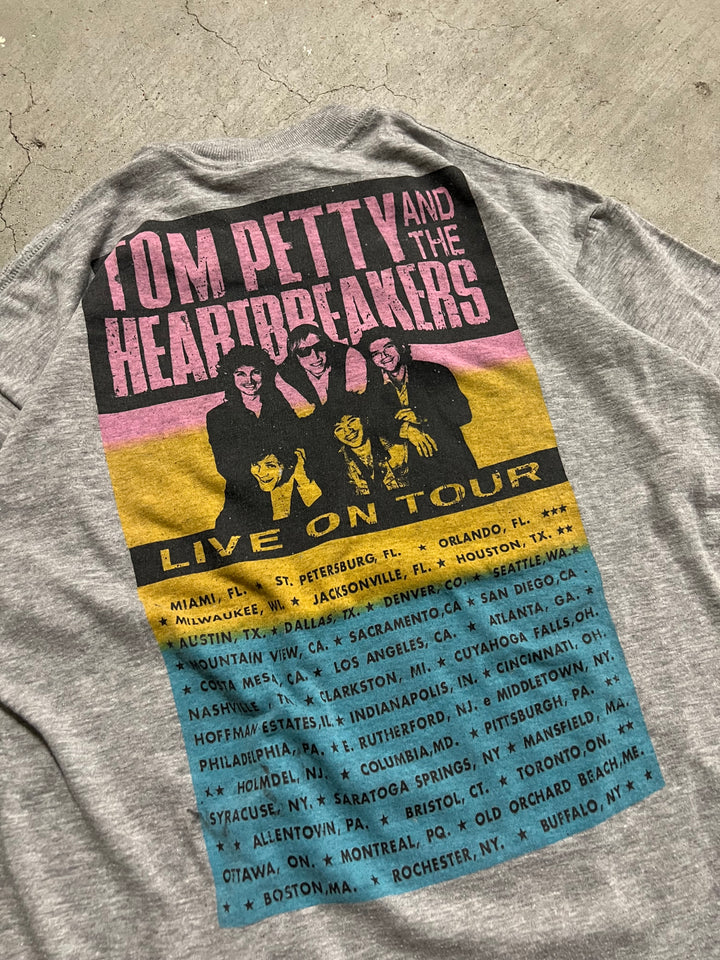 TOM PETTY AND THE
HEARTBREAKERS
LIVE ON TOUR
MIAMI, FL. ★ ST. PETERSBURG, FL. ★ ORLANDO, FL. ★★★
★ MILWAUKEE, WI. ★ JACKSONVILLE, FL. ★ HOUSTON, TX. ★★
★ AUSTIN, TX. ★ DALLAS, TX. ★ DENVER, CO. ★ SEATTLE, WA. ★
★ MOUNTAIN VIEW, CA. ★ SACRAMENTO, CA ★ SAN DIEGO, CA
★ COSTA MESA, CA. ★ LOS ANGELES, CA. ★ ATLANTA, GA. ★
NASHVILLE, TN ★ CLARKSTON, MI. ★ CUYAHOGA FALLS, OH.
HOFFMAN ESTATES, IL ★ INDIANAPOLIS, IN. ★ CINCINNATI, OH.
PHILADELPHIA, PA. ★ E. RUTHERFORD, NJ. e MIDDLETOWN, NY.
★★ HOLMDEL, NJ. ★ COLUMBIA, MD. ★ PITTSBURGH, PA. ★★
SYRACUSE, NY. ★ SARATOGA SPRINGS, NY ★ MANSFIELD, MA.
★ ★ ALLENTOWN, PA. ★ BRISTOL, CT. ★ TORONTO, ON. ★★
OTTAWA, ON. ★ MONTREAL, PQ. ★ OLD ORCHARD BEACH, ME.
★ ★ BOSTON, MA. ★ ROCHESTER, NY. ★ BUFFALO, NY ★ ★